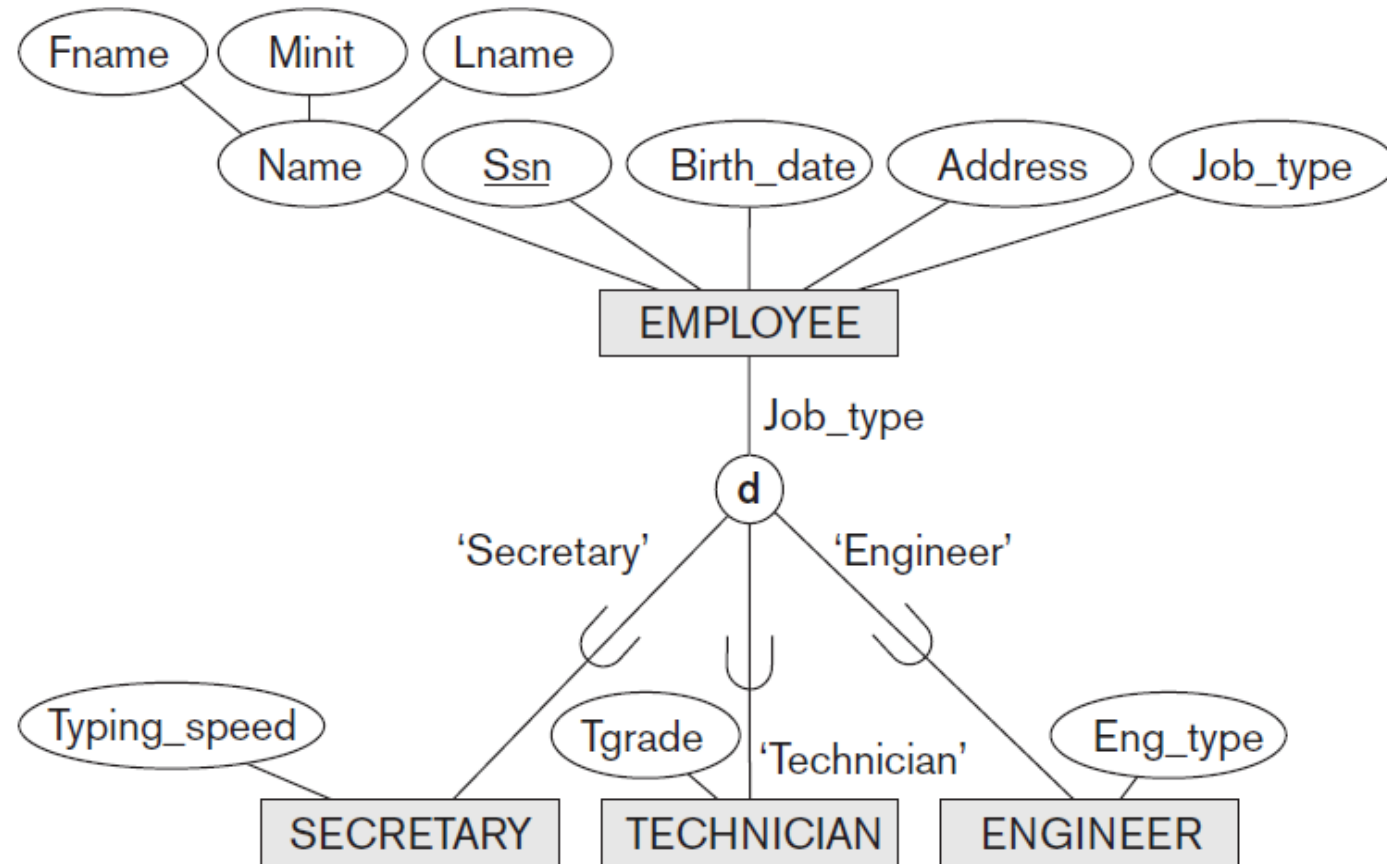 Fname Minit Lname
Name Ssn Birth_date Address Job_type
EMPLOYEE
Job_type
d
‘Secretary’ ‘Engineer’
Typing_speed Tgrade ‘Technician’ Eng_type
SECRETARY TECHNICIAN ENGINEER